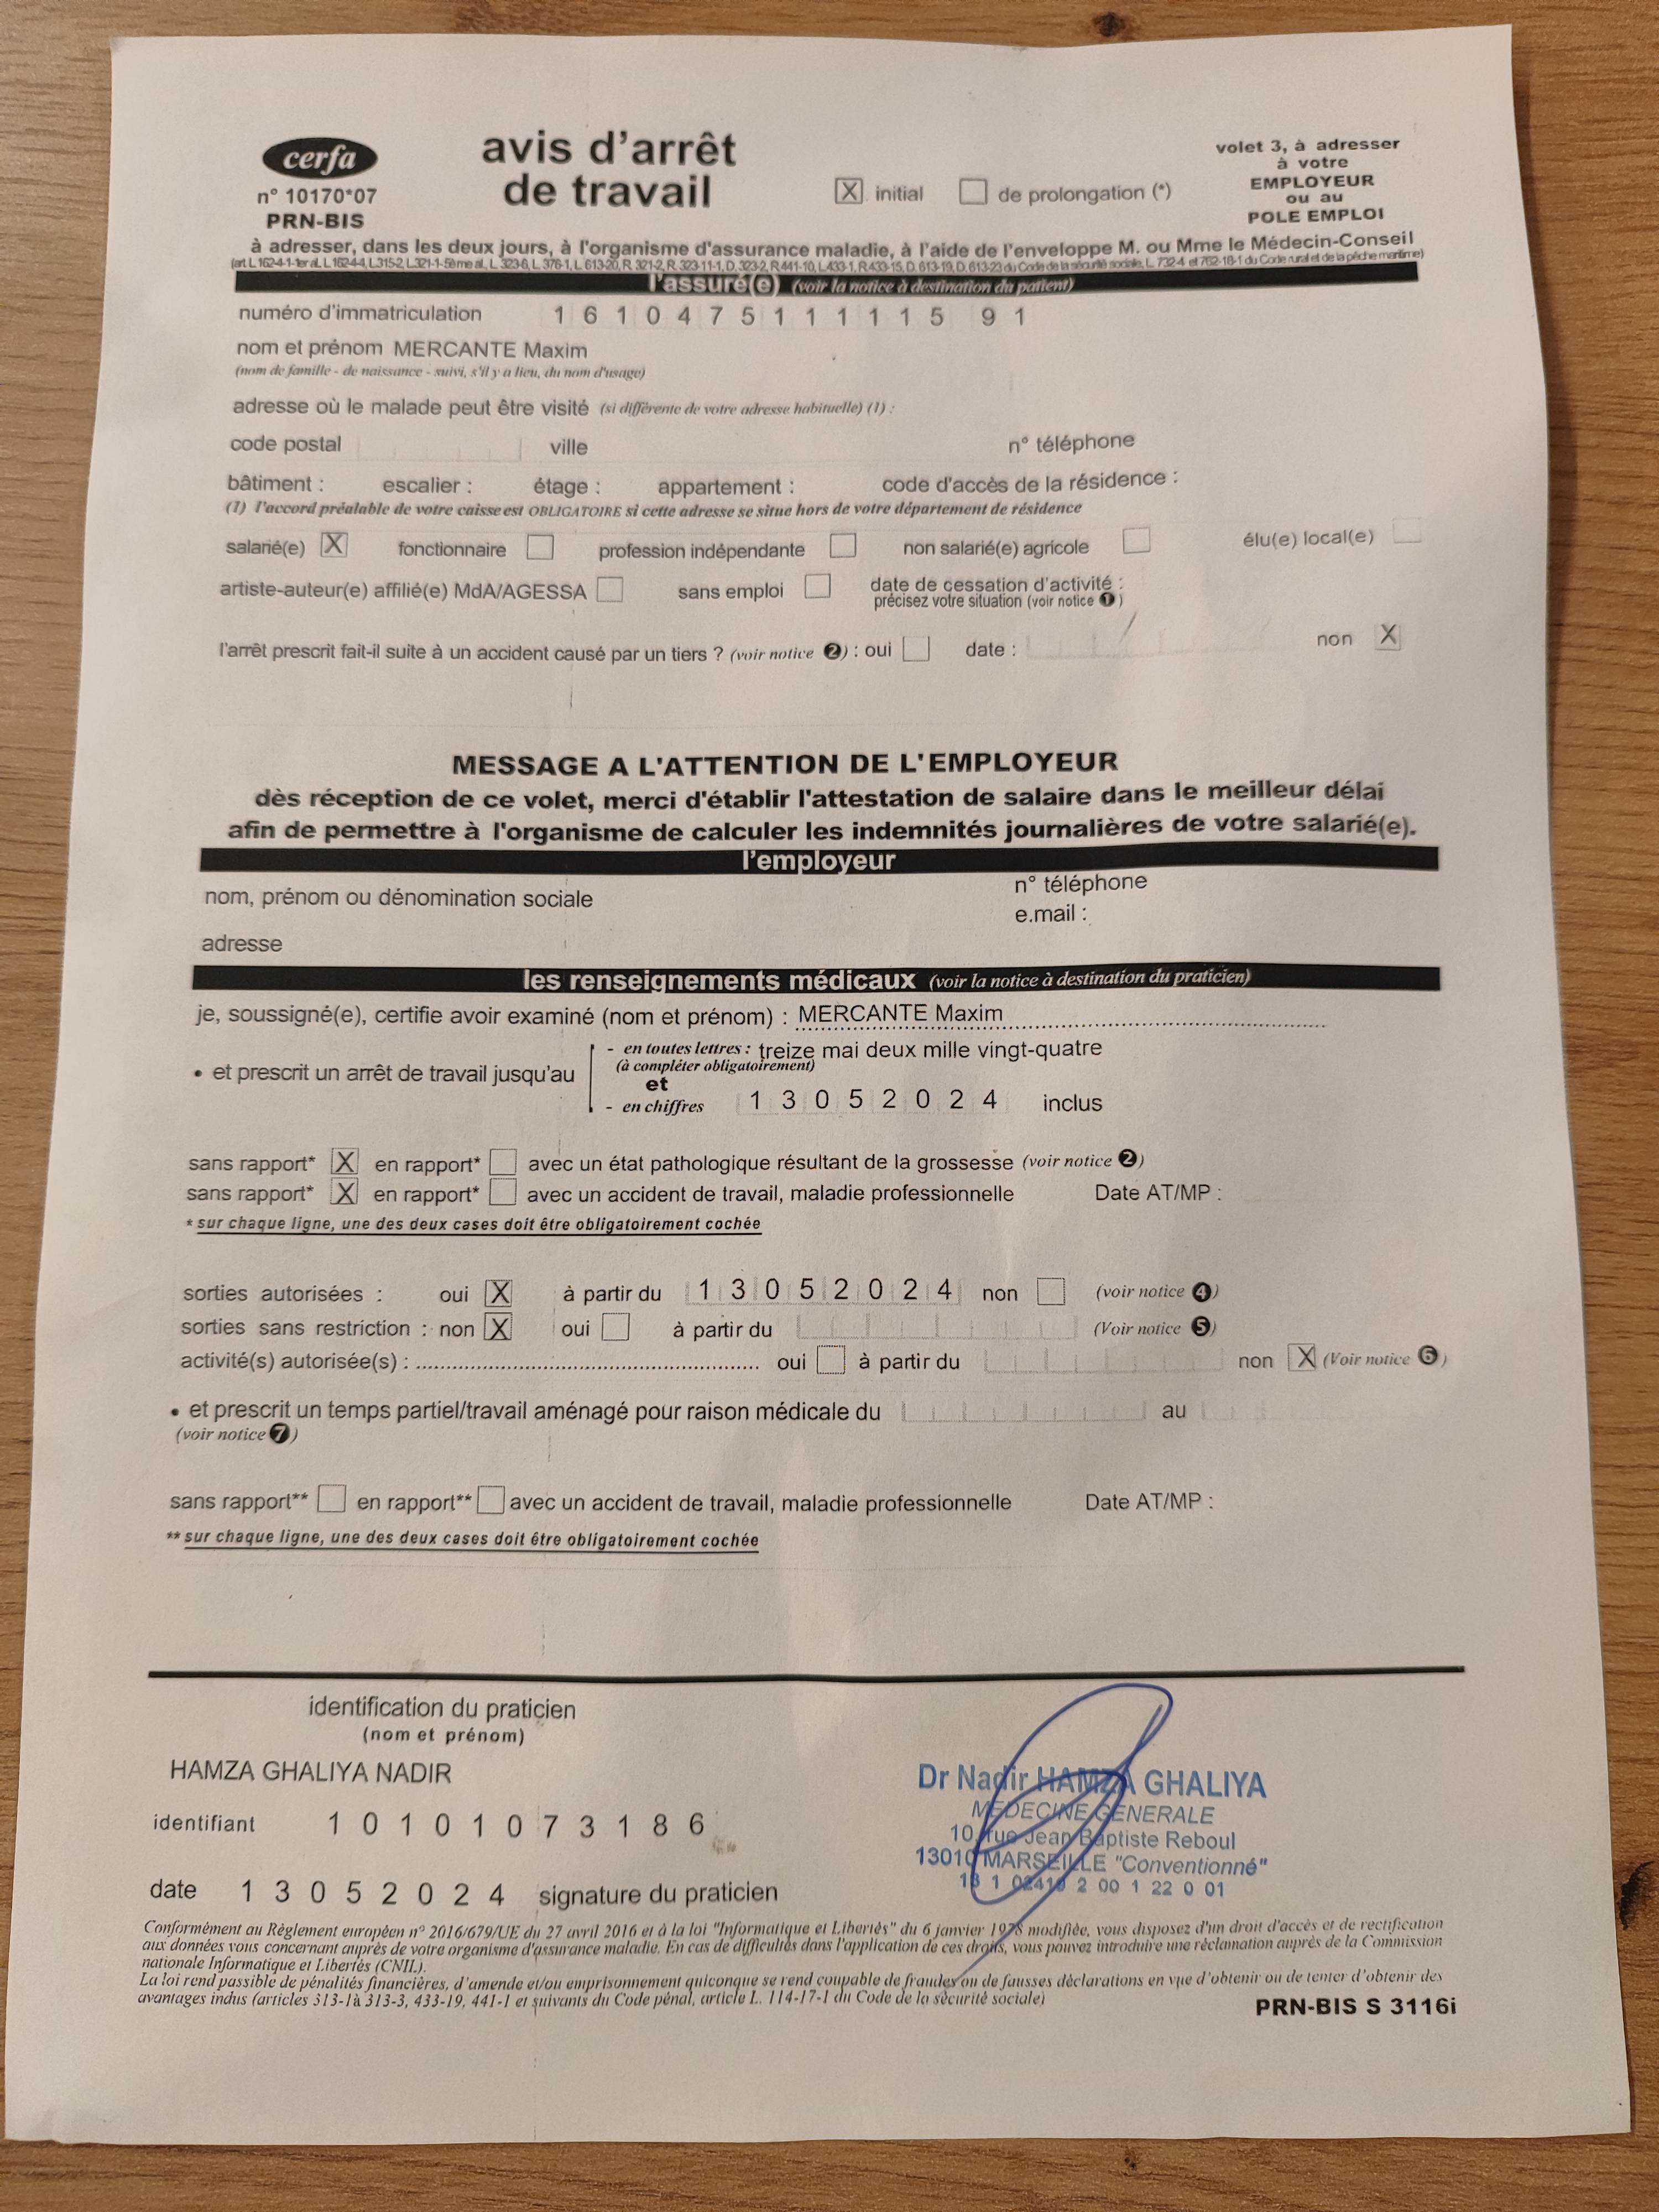 cerfa
n° 10170*07
PRN-BIS
avis d'arrêt
de travail
X initial de prolongation (*)
volet 3, à adresser
à votre
EMPLOYEUR
ou au
POLE EMPLOI
à adresser, dans les deux jours, à l'organisme d'assurance maladie, à l'aide de l'enveloppe M. ou Mme le Médecin-Conseil
(art. L.162-4-1-1er al, L.162-4-4, L.315-2, L.321-1-5ème al, L. 323-6, L. 376-1, L. 613-20, R. 321-2, R. 323-11-1, D. 323-2, R.441-10, L.433-1, R.433-15, D. 613-19, D. 613-23 du Code de la sécurité sociale, L. 732-4 et 762-18-1 du Code rural et de la pêche maritime)
l'assuré(e) (voir la notice à destination du patient)
numéro d'immatriculation 1 6 1 0 4 7 5 1 1 1 1 1 5 9 1
nom et prénom MERCANTE Maxim
(nom de famille - de naissance - suivi, s'il y a lieu, du nom d'usage)
adresse où le malade peut être visité (si différente de votre adresse habituelle) (1) :
code postal ville n° téléphone
bâtiment : escalier : étage : appartement : code d'accès de la résidence :
(1) l'accord préalable de votre caisse est OBLIGATOIRE si cette adresse se situe hors de votre département de résidence
salarié(e) X fonctionnaire profession indépendante non salarié(e) agricole élu(e) local(e)
artiste-auteur(e) affilié(e) MdA/AGESSA sans emploi date de cessation d'activité :
précisez votre situation (voir notice 1)
l'arrêt prescrit fait-il suite à un accident causé par un tiers ? (voir notice 2) : oui date : non X
MESSAGE A L'ATTENTION DE L'EMPLOYEUR
dès réception de ce volet, merci d'établir l'attestation de salaire dans le meilleur délai
afin de permettre à l'organisme de calculer les indemnités journalières de votre salarié(e).
l'employeur
nom, prénom ou dénomination sociale n° téléphone
e.mail :
adresse
les renseignements médicaux (voir la notice à destination du praticien)
je, soussigné(e), certifie avoir examiné (nom et prénom) : MERCANTE Maxim
- en toutes lettres : treize mai deux mille vingt-quatre
(à compléter obligatoirement)
• et prescrit un arrêt de travail jusqu'au
et
- en chiffres 1 3 0 5 2 0 2 4 inclus
sans rapport* X en rapport* avec un état pathologique résultant de la grossesse (voir notice 2)
sans rapport* X en rapport* avec un accident de travail, maladie professionnelle Date AT/MP :
* sur chaque ligne, une des deux cases doit être obligatoirement cochée
sorties autorisées : oui X à partir du 1 3 0 5 2 0 2 4 non (voir notice 4)
sorties sans restriction : non X oui à partir du (Voir notice 5)
activité(s) autorisée(s) : .................... oui à partir du non X (Voir notice 6)
• et prescrit un temps partiel/travail aménagé pour raison médicale du au
(voir notice 7)
sans rapport** en rapport** avec un accident de travail, maladie professionnelle Date AT/MP :
** sur chaque ligne, une des deux cases doit être obligatoirement cochée
identification du praticien
(nom et prénom)
HAMZA GHALIYA NADIR
identifiant 1 0 1 0 1 0 7 3 1 8 6
date 1 3 0 5 2 0 2 4 signature du praticien
Dr Nadir HAMZA GHALIYA
MEDECINE GENERALE
10, rue Jean Baptiste Reboul
13010 MARSEILLE "Conventionné"
13 1 02419 2 00 1 22 0 01
Conformément au Règlement européen n° 2016/679/UE du 27 avril 2016 et à la loi "Informatique et Libertés" du 6 janvier 1978 modifiée, vous disposez d'un droit d'accès et de rectification
aux données vous concernant auprès de votre organisme d'assurance maladie. En cas de difficultés dans l'application de ces droits, vous pouvez introduire une réclamation auprès de la Commission
nationale Informatique et Libertés (CNIL).
La loi rend passible de pénalités financières, d'amende et/ou emprisonnement quiconque se rend coupable de fraudes ou de fausses déclarations en vue d'obtenir ou de tenter d'obtenir des
avantages indus (articles 313-1à 313-3, 433-19, 441-1 et suivants du Code pénal, article L. 114-17-1 du Code de la sécurité sociale)
PRN-BIS S 3116i